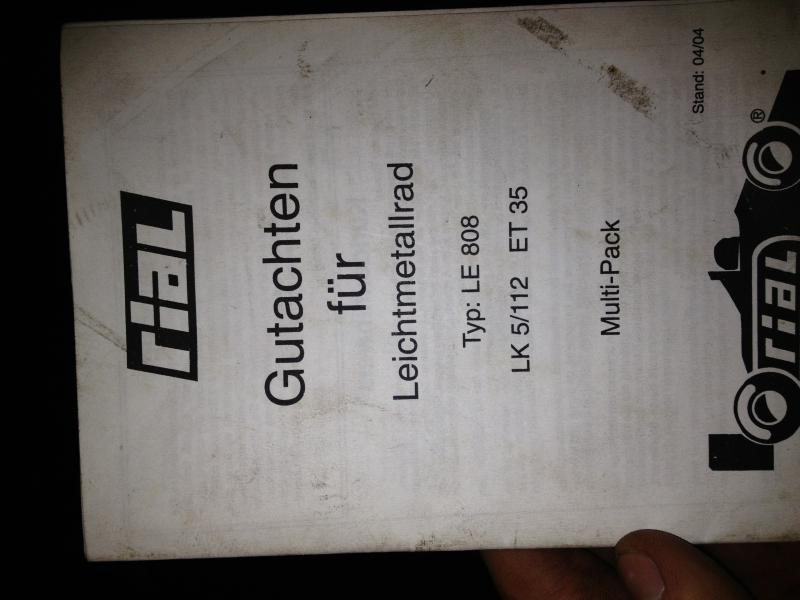 rial
Gutachten
für
Leichtmetallrad
Typ: LE 808
LK 5/112 ET 35
Multi-Pack
Stand: 04/04
®
rial